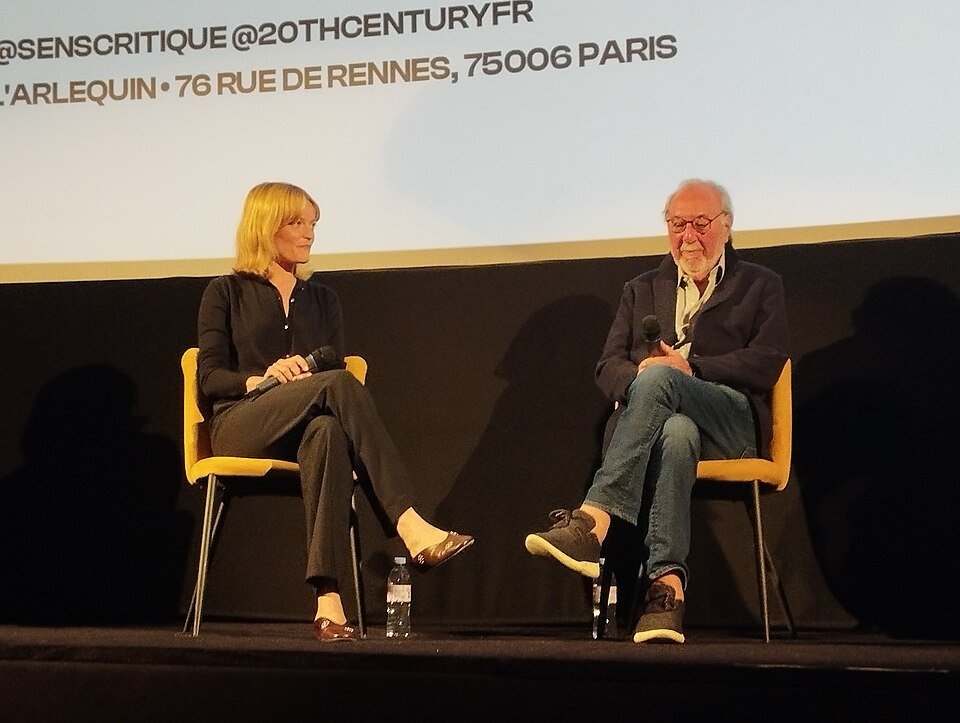 @SENSCRITIQUE @20THCENTURYFR
L'ARLEQUIN • 76 RUE DE RENNES, 75006 PARIS